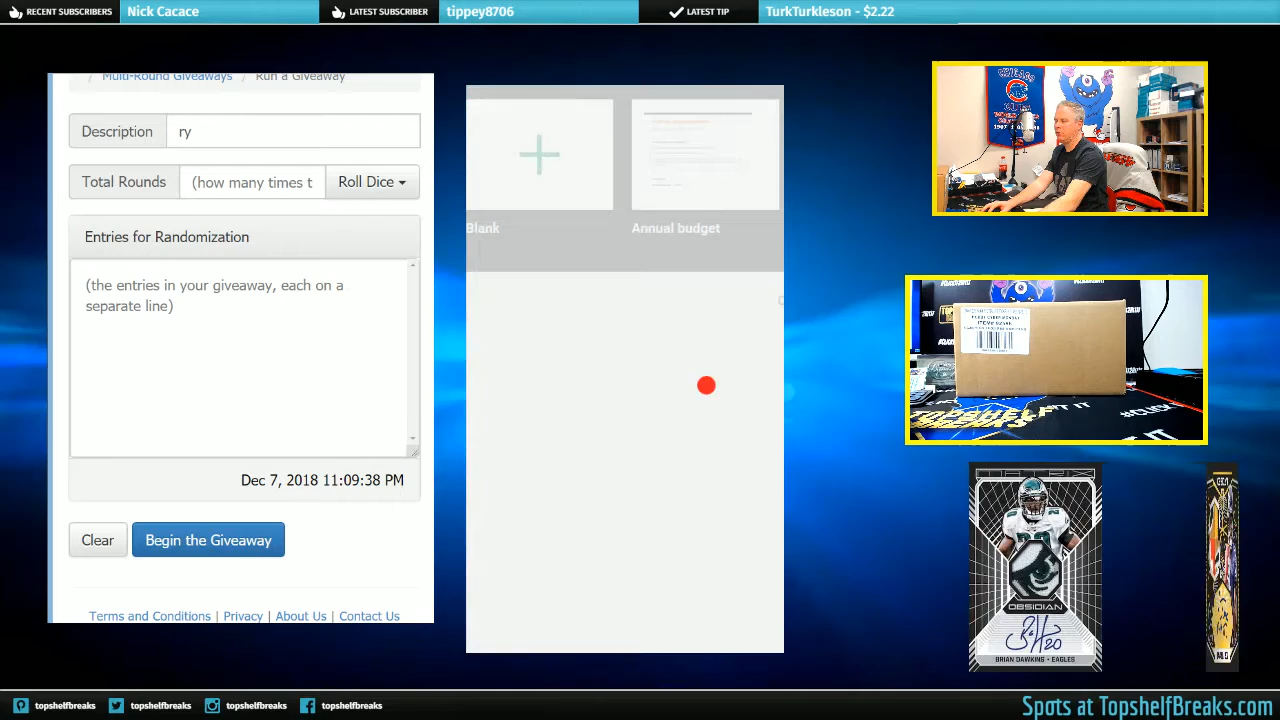 RECENT SUBSCRIBERS
Nick Cacace
LATEST SUBSCRIBER
tippey8706
LATEST TIP
TurkTurkleson - $2.22
/ Multi-Round Giveaways / Run a Giveaway
Description
ry
Total Rounds
(how many times t
Roll Dice
Entries for Randomization
(the entries in your giveaway, each on a
separate line)
Dec 7, 2018 11:09:38 PM
Clear
Begin the Giveaway
Terms and Conditions | Privacy | About Us | Contact Us
Blank
Annual budget
CHICAGO
TOPSHELF
BREAKS
OBSIDIAN
BRIAN DAWKINS • EAGLES
topshelfbreaks
topshelfbreaks
topshelfbreaks
topshelfbreaks
Spots at TopshelfBreaks.com